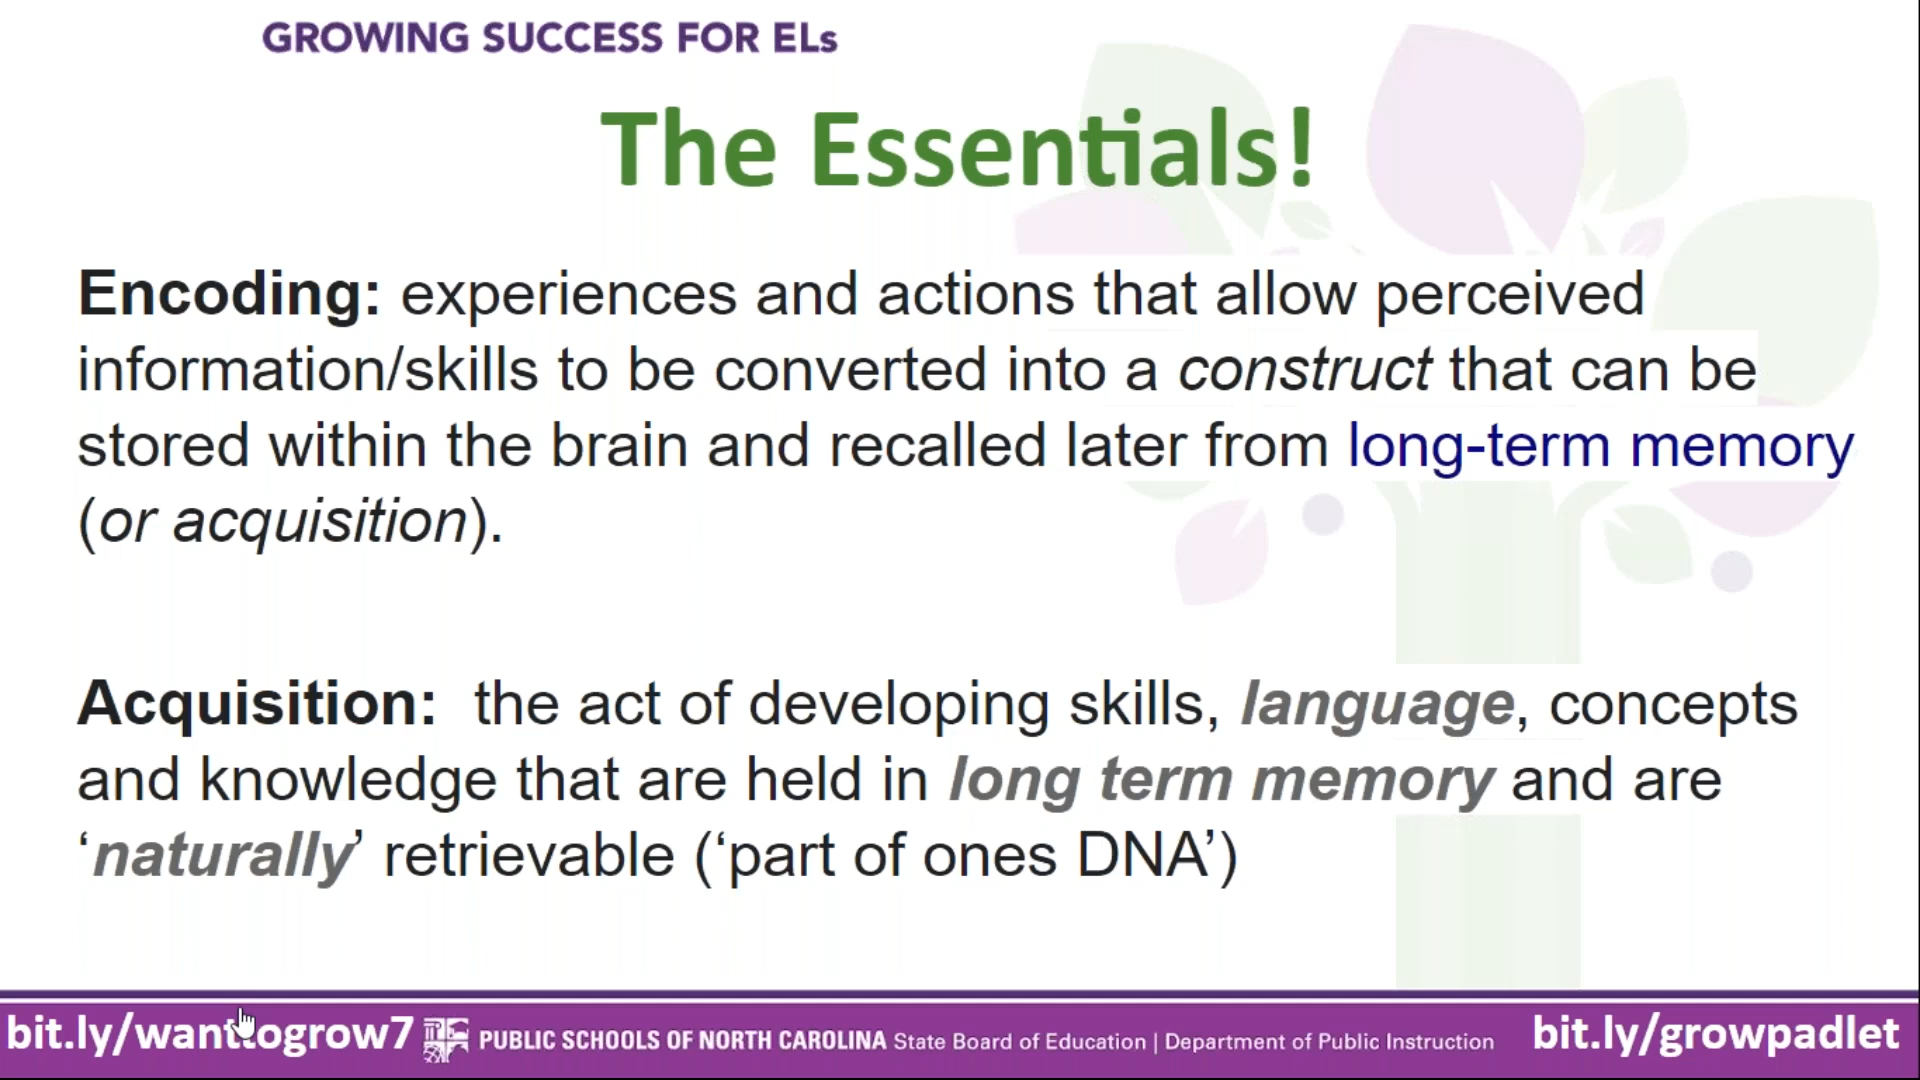 GROWING SUCCESS FOR ELs
The Essentials!
Encoding: experiences and actions that allow perceived
information/skills to be converted into a construct that can be
stored within the brain and recalled later from long-term memory
(or acquisition).
Acquisition: the act of developing skills, language, concepts
and knowledge that are held in long term memory and are
‘naturally’ retrievable (‘part of ones DNA’)
bit.ly/wanttogrow7 PUBLIC SCHOOLS OF NORTH CAROLINA State Board of Education | Department of Public Instruction bit.ly/growpadlet